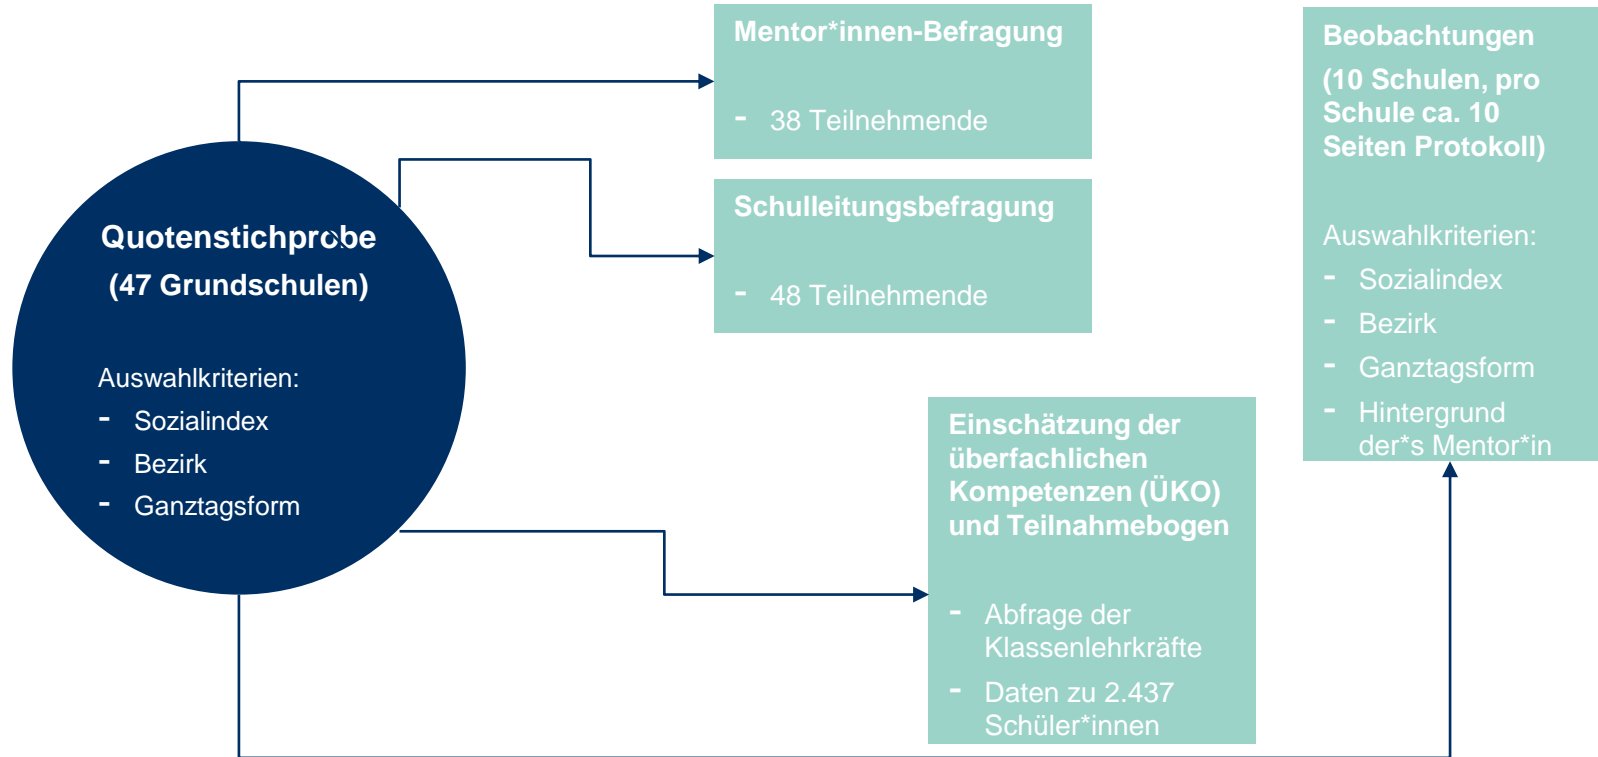 Quotenstichprobe
(47 Grundschulen)
Auswahlkriterien:
- Sozialindex
- Bezirk
- Ganztagsform
Mentor*innen-Befragung
- 38 Teilnehmende
Schulleitungsbefragung
- 48 Teilnehmende
Einschätzung der
überfachlichen
Kompetenzen (ÜKO)
und Teilnahmebogen
- Abfrage der
Klassenlehrkräfte
- Daten zu 2.437
Schüler*innen
Beobachtungen
(10 Schulen, pro
Schule ca. 10
Seiten Protokoll)
Auswahlkriterien:
- Sozialindex
- Bezirk
- Ganztagsform
- Hintergrund
der*s Mentor*in